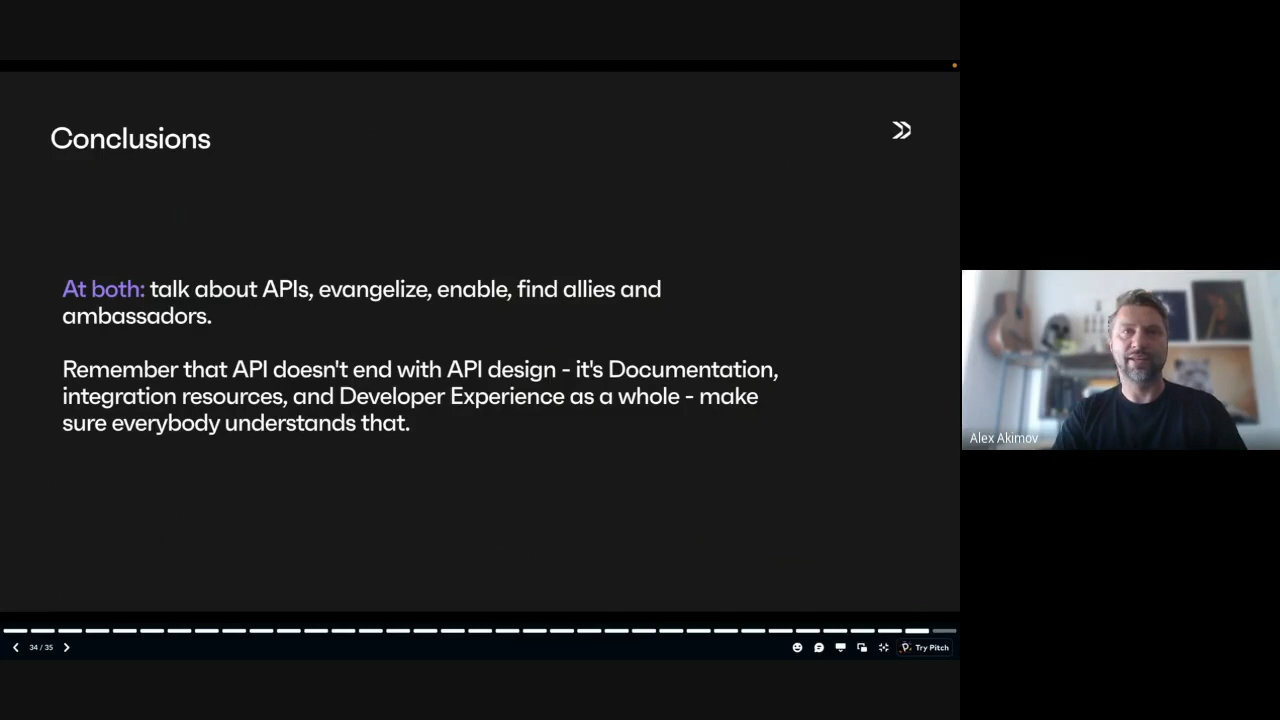 Conclusions
At both: talk about APIs, evangelize, enable, find allies and
ambassadors.
Remember that API doesn't end with API design - it's Documentation,
integration resources, and Developer Experience as a whole - make
sure everybody understands that.
Alex Akimov
34 / 35
Try Pitch